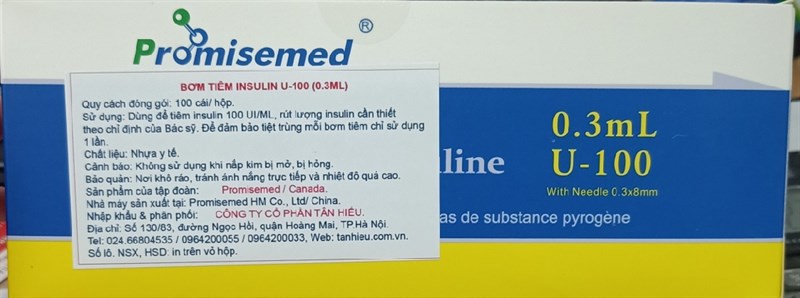 Promisemed®
BƠM TIÊM INSULIN U-100 (0.3ML)
Quy cách đóng gói: 100 cái/ hộp.
Sử dụng: Dùng để tiêm insulin 100 UI/ML, rút lượng insulin cần thiết
theo chỉ định của Bác sỹ. Để đảm bảo tiệt trùng mỗi bơm tiêm chỉ sử dụng
1 lần.
Chất liệu: Nhựa y tế.
Cảnh báo: Không sử dụng khi nắp kim bị mở, bị hỏng.
Bảo quản: Nơi khô ráo, tránh ánh nắng trực tiếp và nhiệt độ quá cao.
Sản phẩm của tập đoàn: Promisemed / Canada.
Nhà máy sản xuất tại: Promisemed HM Co., Ltd/ China.
Nhập khẩu & phân phối: CÔNG TY CỔ PHẦN TÂN HIẾU.
Địa chỉ: Số 130/83, đường Ngọc Hồi, quận Hoàng Mai, TP.Hà Nội.
Tel: 024.66804535 / 0964200055 / 0964200033, Web: tanhieu.com.vn.
Số lô, NSX, HSD: in trên vỏ hộp.
uline
as de substance pyrogène
0.3mL
U-100
With Needle 0.3x8mm